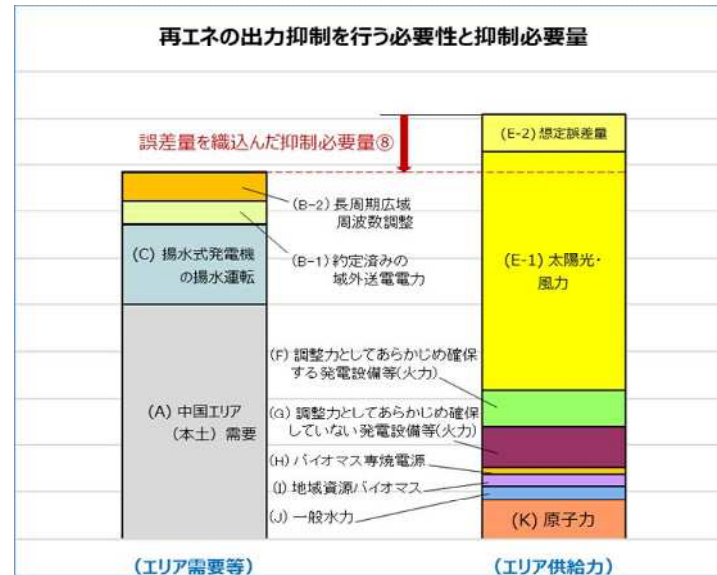 再エネの出力抑制を行う必要性と抑制必要量
誤差量を織込んだ抑制必要量⑧
(B-2) 長周期広域
周波数調整
(B-1) 約定済みの
域外送電電力
(C) 揚水式発電機
の揚水運転
(A) 中国エリア
(本土) 需要
(エリア需要等)
(E-2) 想定誤差量
(E-1) 太陽光・
風力
(F) 調整力としてあらかじめ確保
する発電設備等(火力)
(G) 調整力としてあらかじめ確保
していない発電設備等(火力)
(H) バイオマス専焼電源
(I) 地域資源バイオマス
(J) 一般水力
(K) 原子力
(エリア供給力)